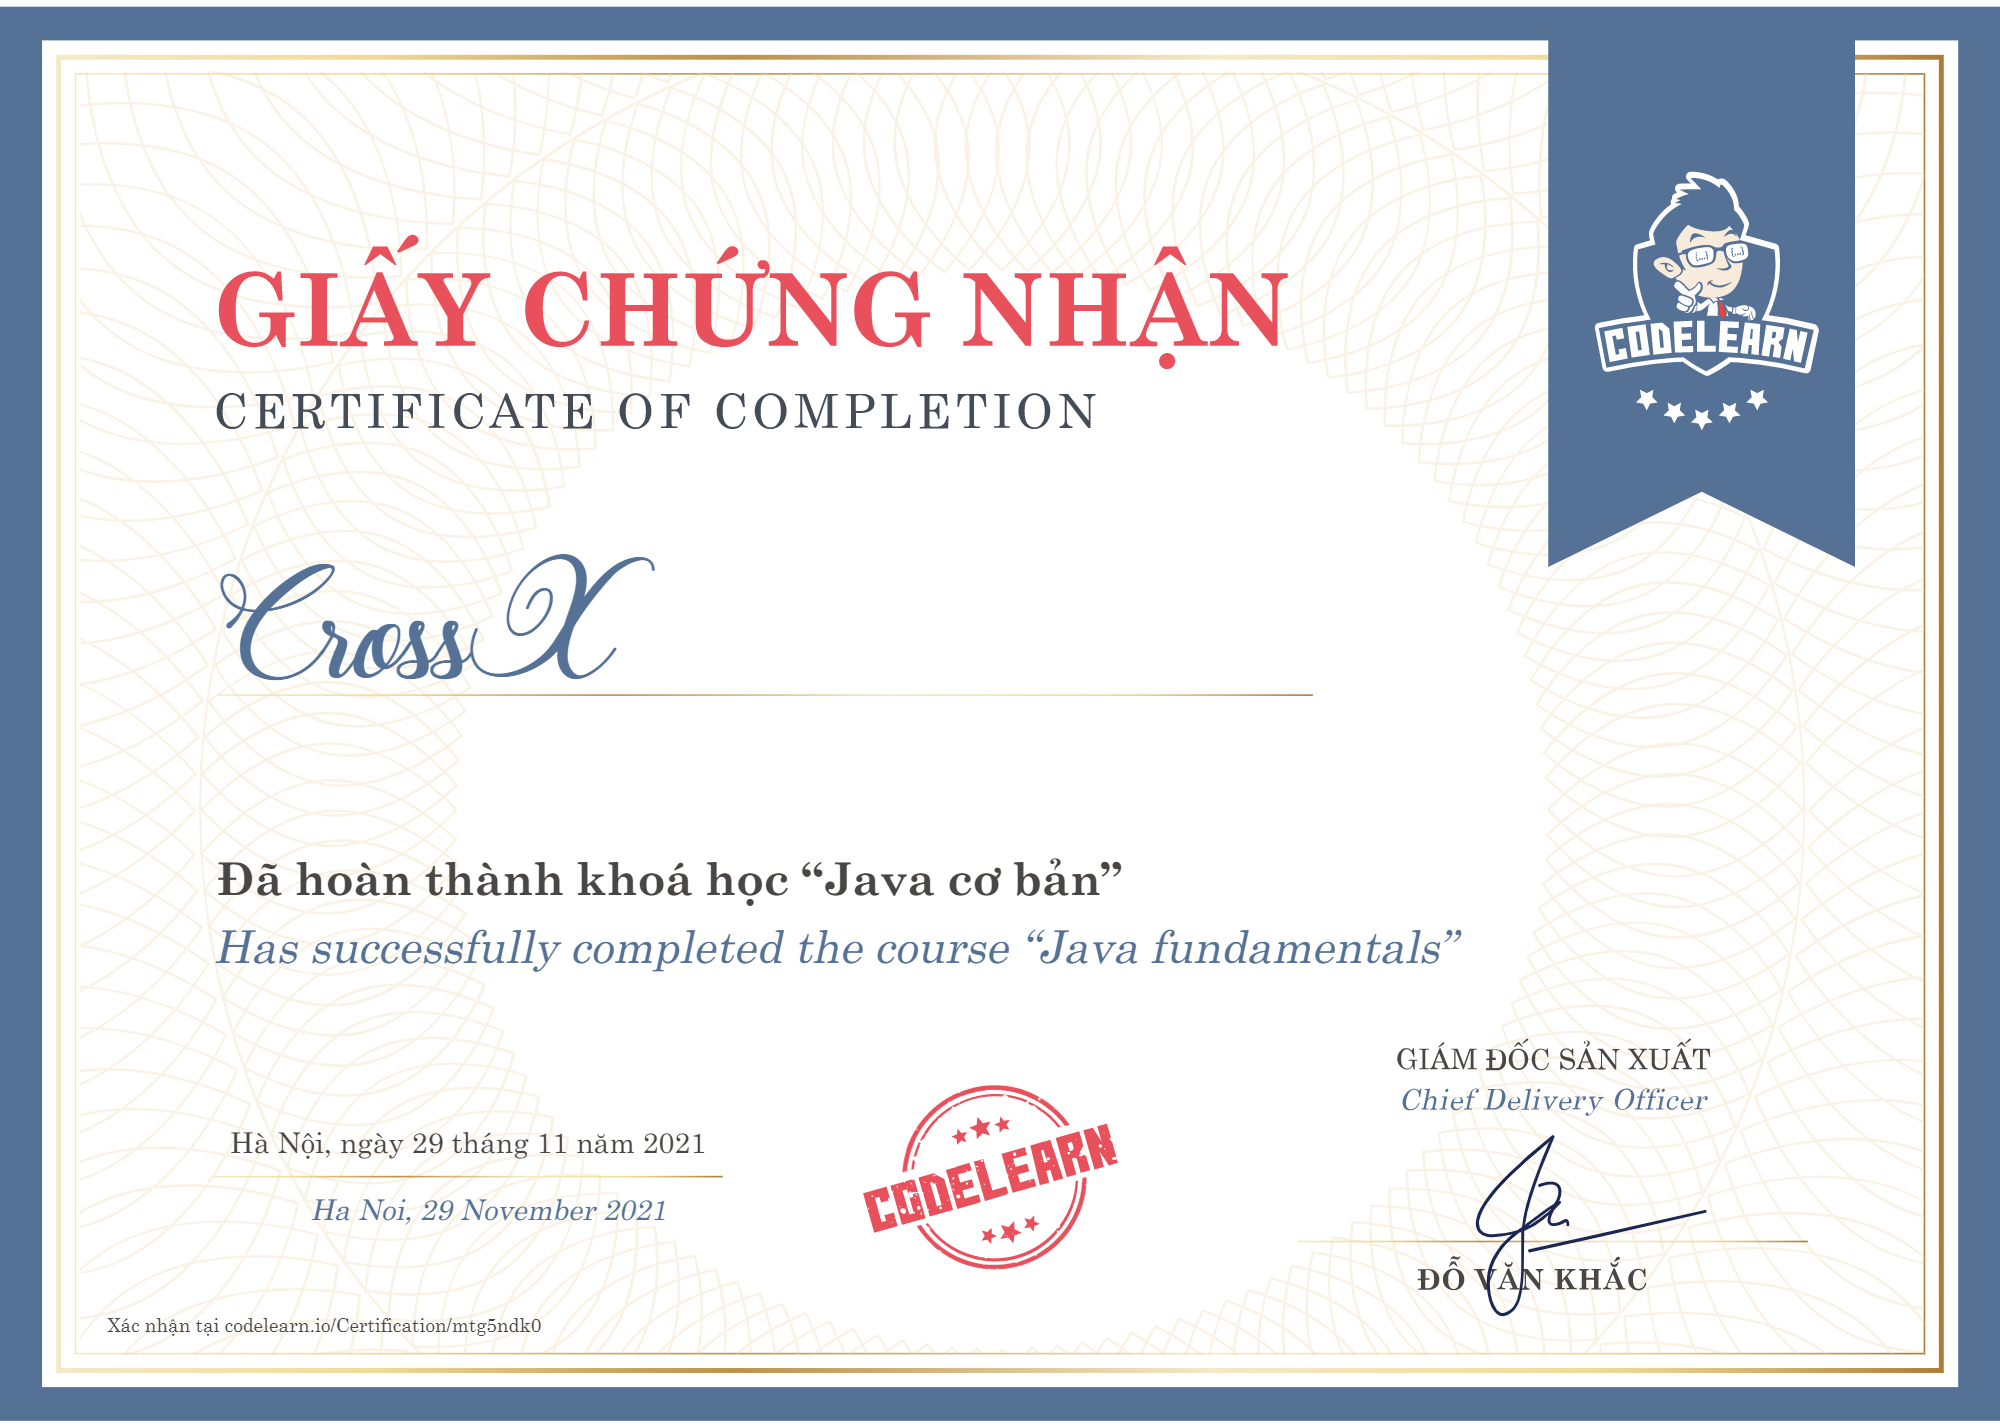 GIẤY CHỨNG NHẬN
CERTIFICATE OF COMPLETION
{...} {...}
CODELEARN
CrossX
Đã hoàn thành khoá học “Java cơ bản”
Has successfully completed the course “Java fundamentals”
GIÁM ĐỐC SẢN XUẤT
Chief Delivery Officer
Hà Nội, ngày 29 tháng 11 năm 2021
Ha Noi, 29 November 2021
CODELEARN
ĐỖ VĂN KHẮC
Xác nhận tại codelearn.io/Certification/mtg5ndk0